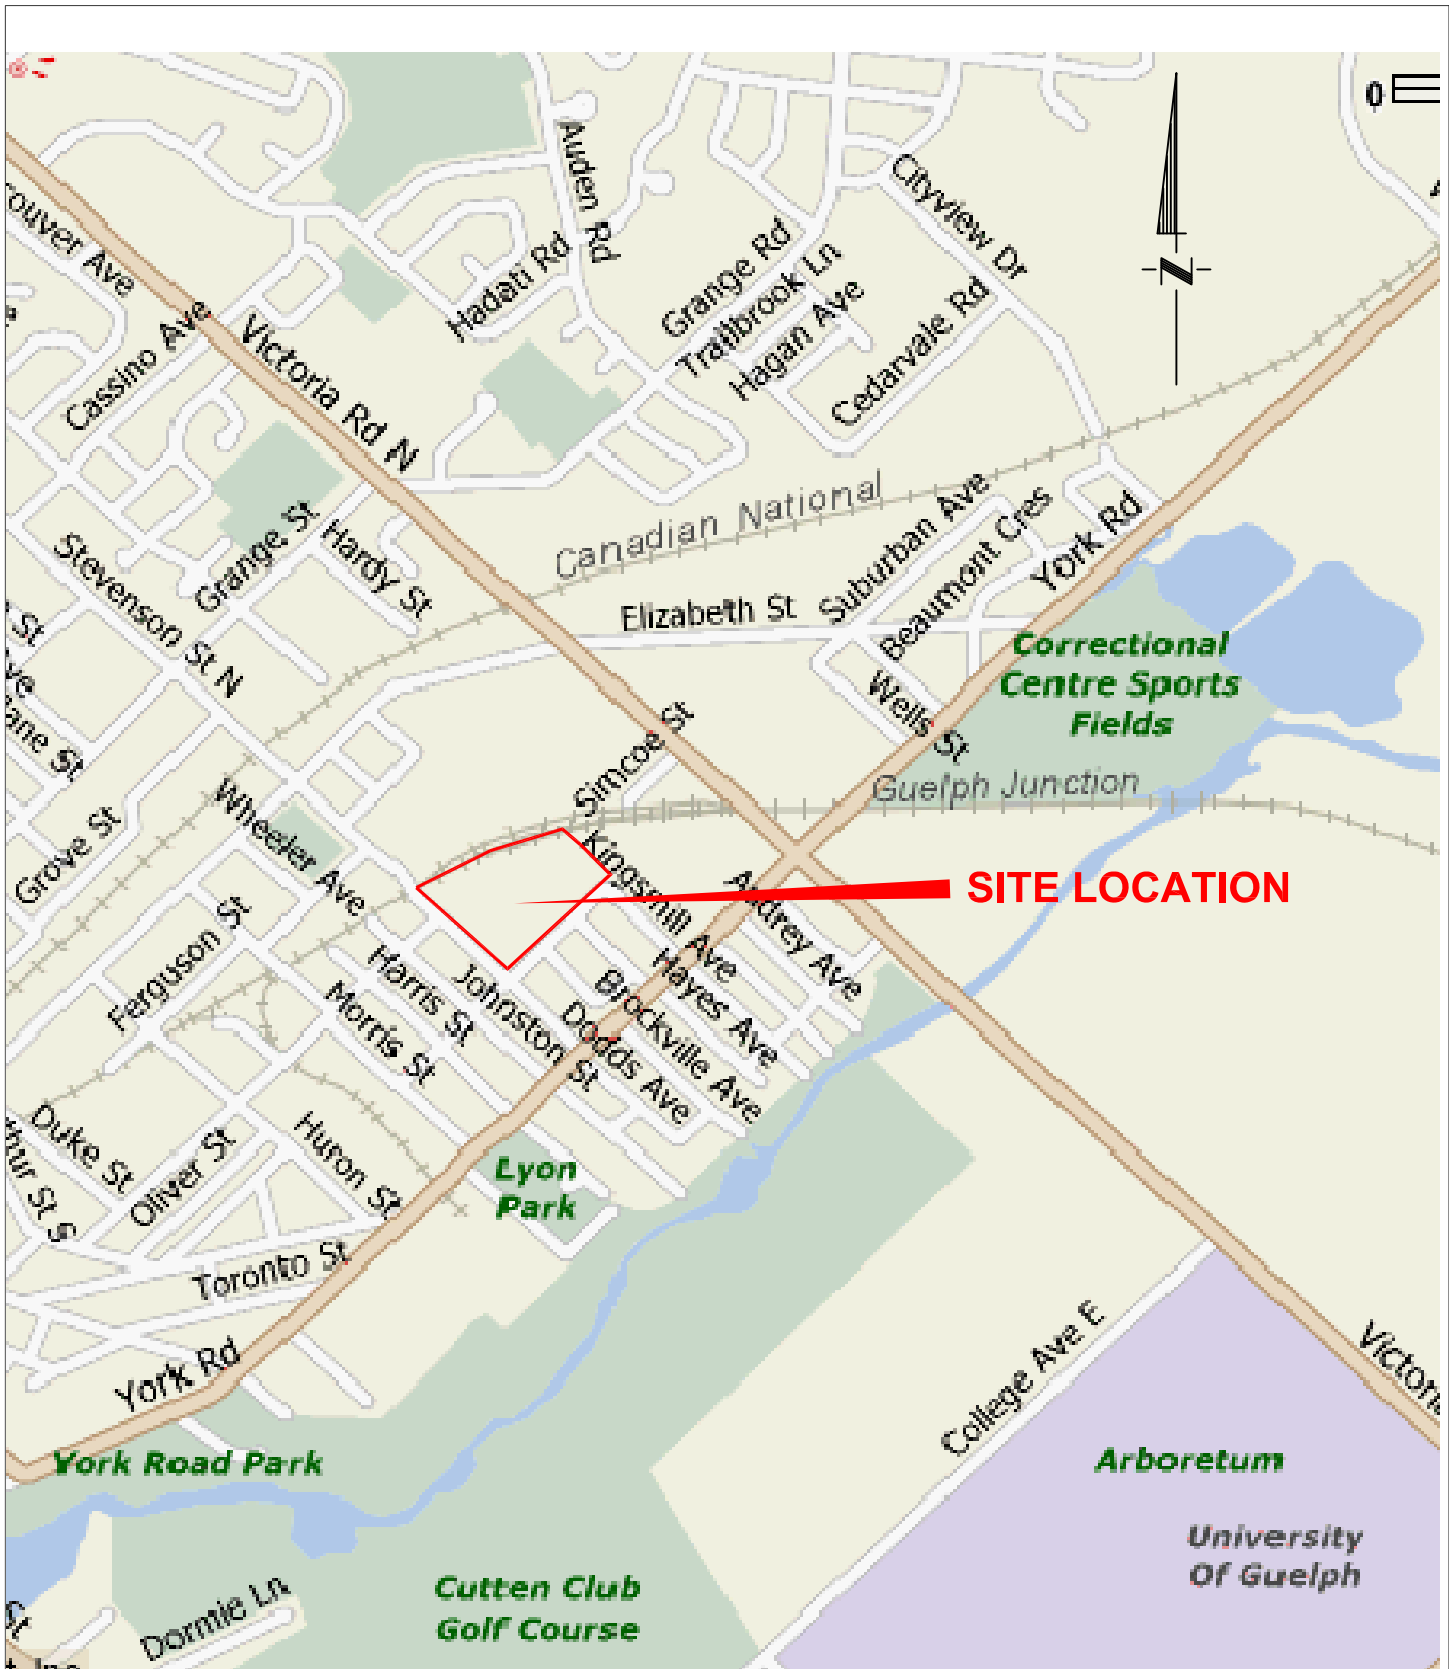 0
Auden Rd
Cityview Dr
Grange Rd
Trailbrook Ln
Hagan Ave
Hadati Rd
Cedarvale Rd
N
Cassino Ave
Victoria Rd N
Canadian National
Suburban Ave
Beaumont Cres
York Rd
Grange St
Hardy St
Stevenson St N
Elizabeth St
Correctional
Centre Sports
Fields
Wells St
Simcoe St
Guelph Junction
Wheeler Ave
Grove St
Kingsmill Ave
Audrey Ave
SITE LOCATION
Ferguson St
Harris St
Johnston St
Hayes Ave
Brockville Ave
Morris St
Dodds Ave
Duke St
Oliver St
Huron St
Lyon
Park
Toronto St
College Ave E
York Rd
York Road Park
Arboretum
University
Of Guelph
Cutten Club
Golf Course
Dormie Ln